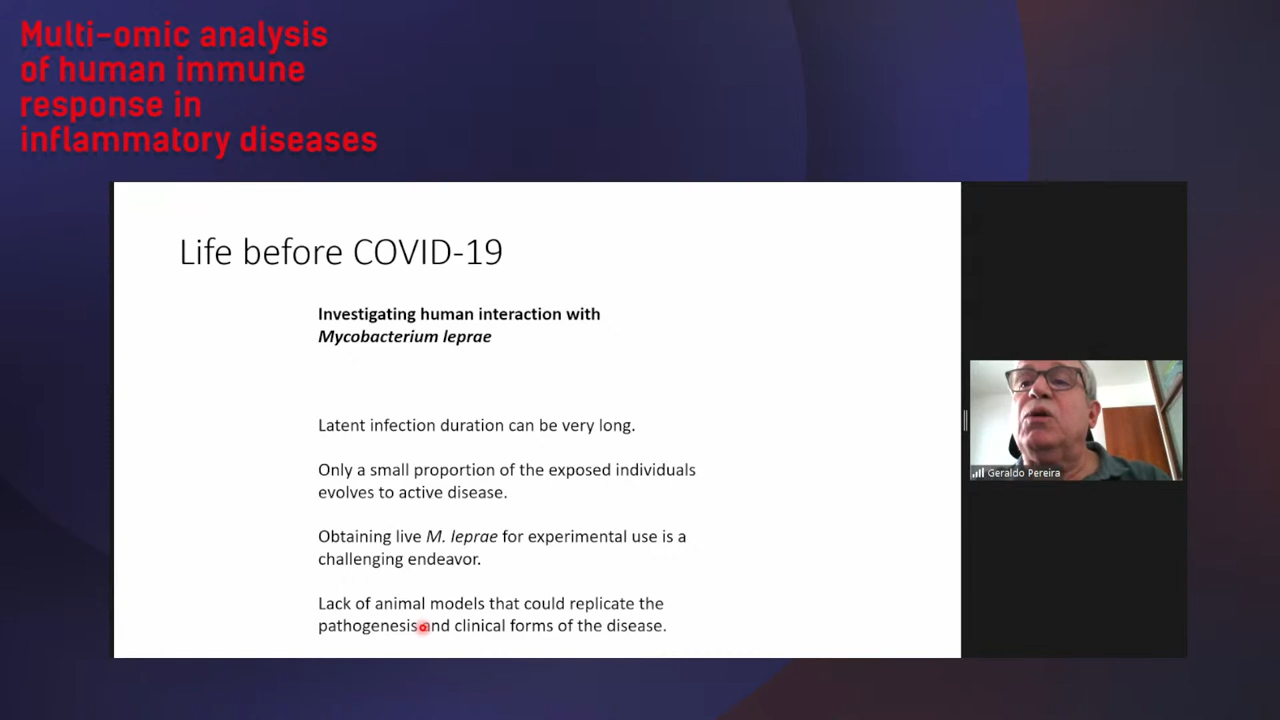 Multi-omic analysis
of human immune
response in
inflammatory diseases
Life before COVID-19
Investigating human interaction with
Mycobacterium leprae
Latent infection duration can be very long.
Only a small proportion of the exposed individuals
evolves to active disease.
Obtaining live M. leprae for experimental use is a
challenging endeavor.
Lack of animal models that could replicate the
pathogenesis and clinical forms of the disease.
Geraldo Pereira